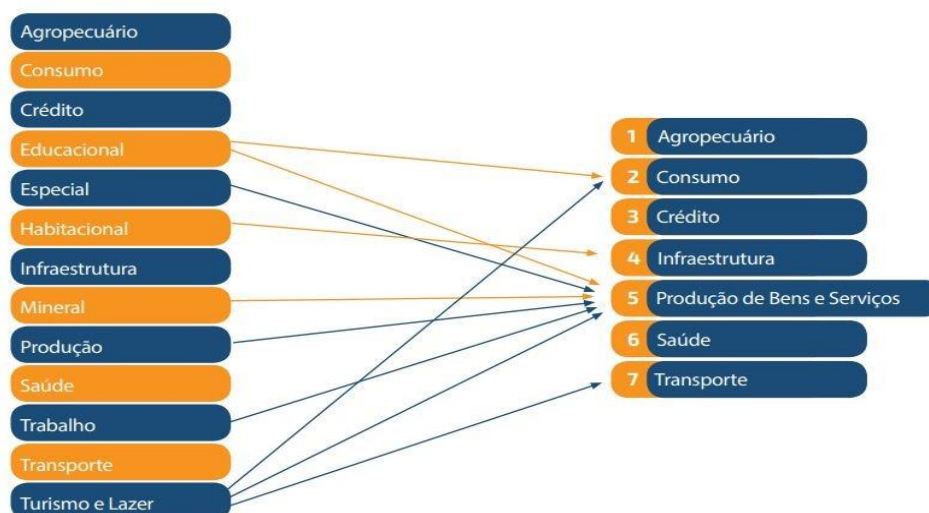 Agropecuário
Consumo
Crédito
Educacional
Especial
Habitacional
Infraestrutura
Mineral
Produção
Saúde
Trabalho
Transporte
Turismo e Lazer
1 Agropecuário
2 Consumo
3 Crédito
4 Infraestrutura
5 Produção de Bens e Serviços
6 Saúde
7 Transporte